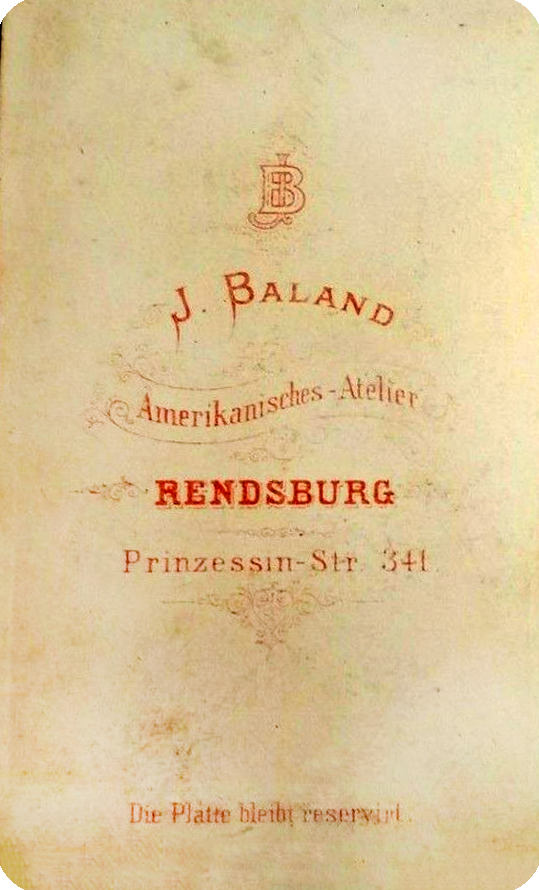 JB
J. BALAND
Amerikanisches-Atelier
RENDSBURG
Prinzessin-Str. 341.
Die Platte bleibt reservirt.